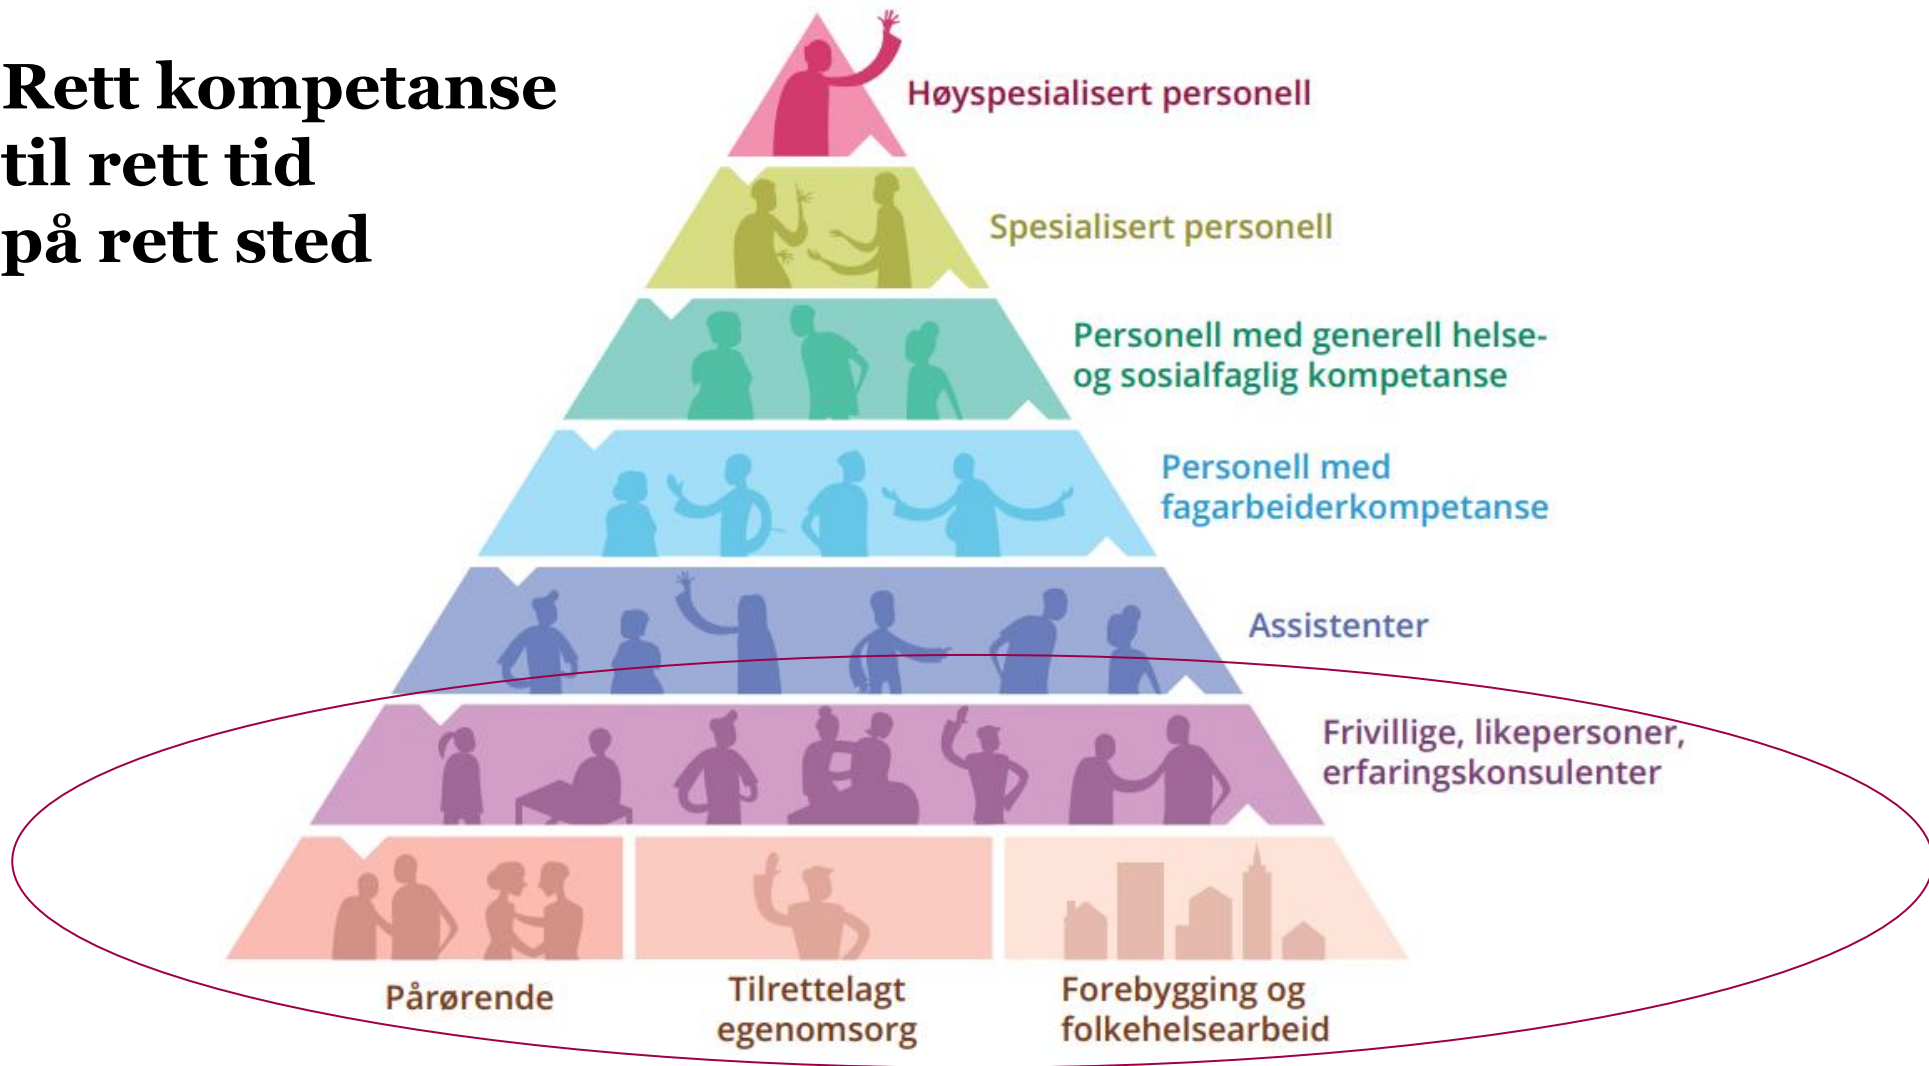 Rett kompetanse
til rett tid
på rett sted
Høyspesialisert personell
Spesialisert personell
Personell med generell helse-
og sosialfaglig kompetanse
Personell med
fagarbeiderkompetanse
Assistenter
Frivillige, likepersoner,
erfaringskonsulenter
Pårørende
Tilrettelagt
egenomsorg
Forebygging og
folkehelsearbeid